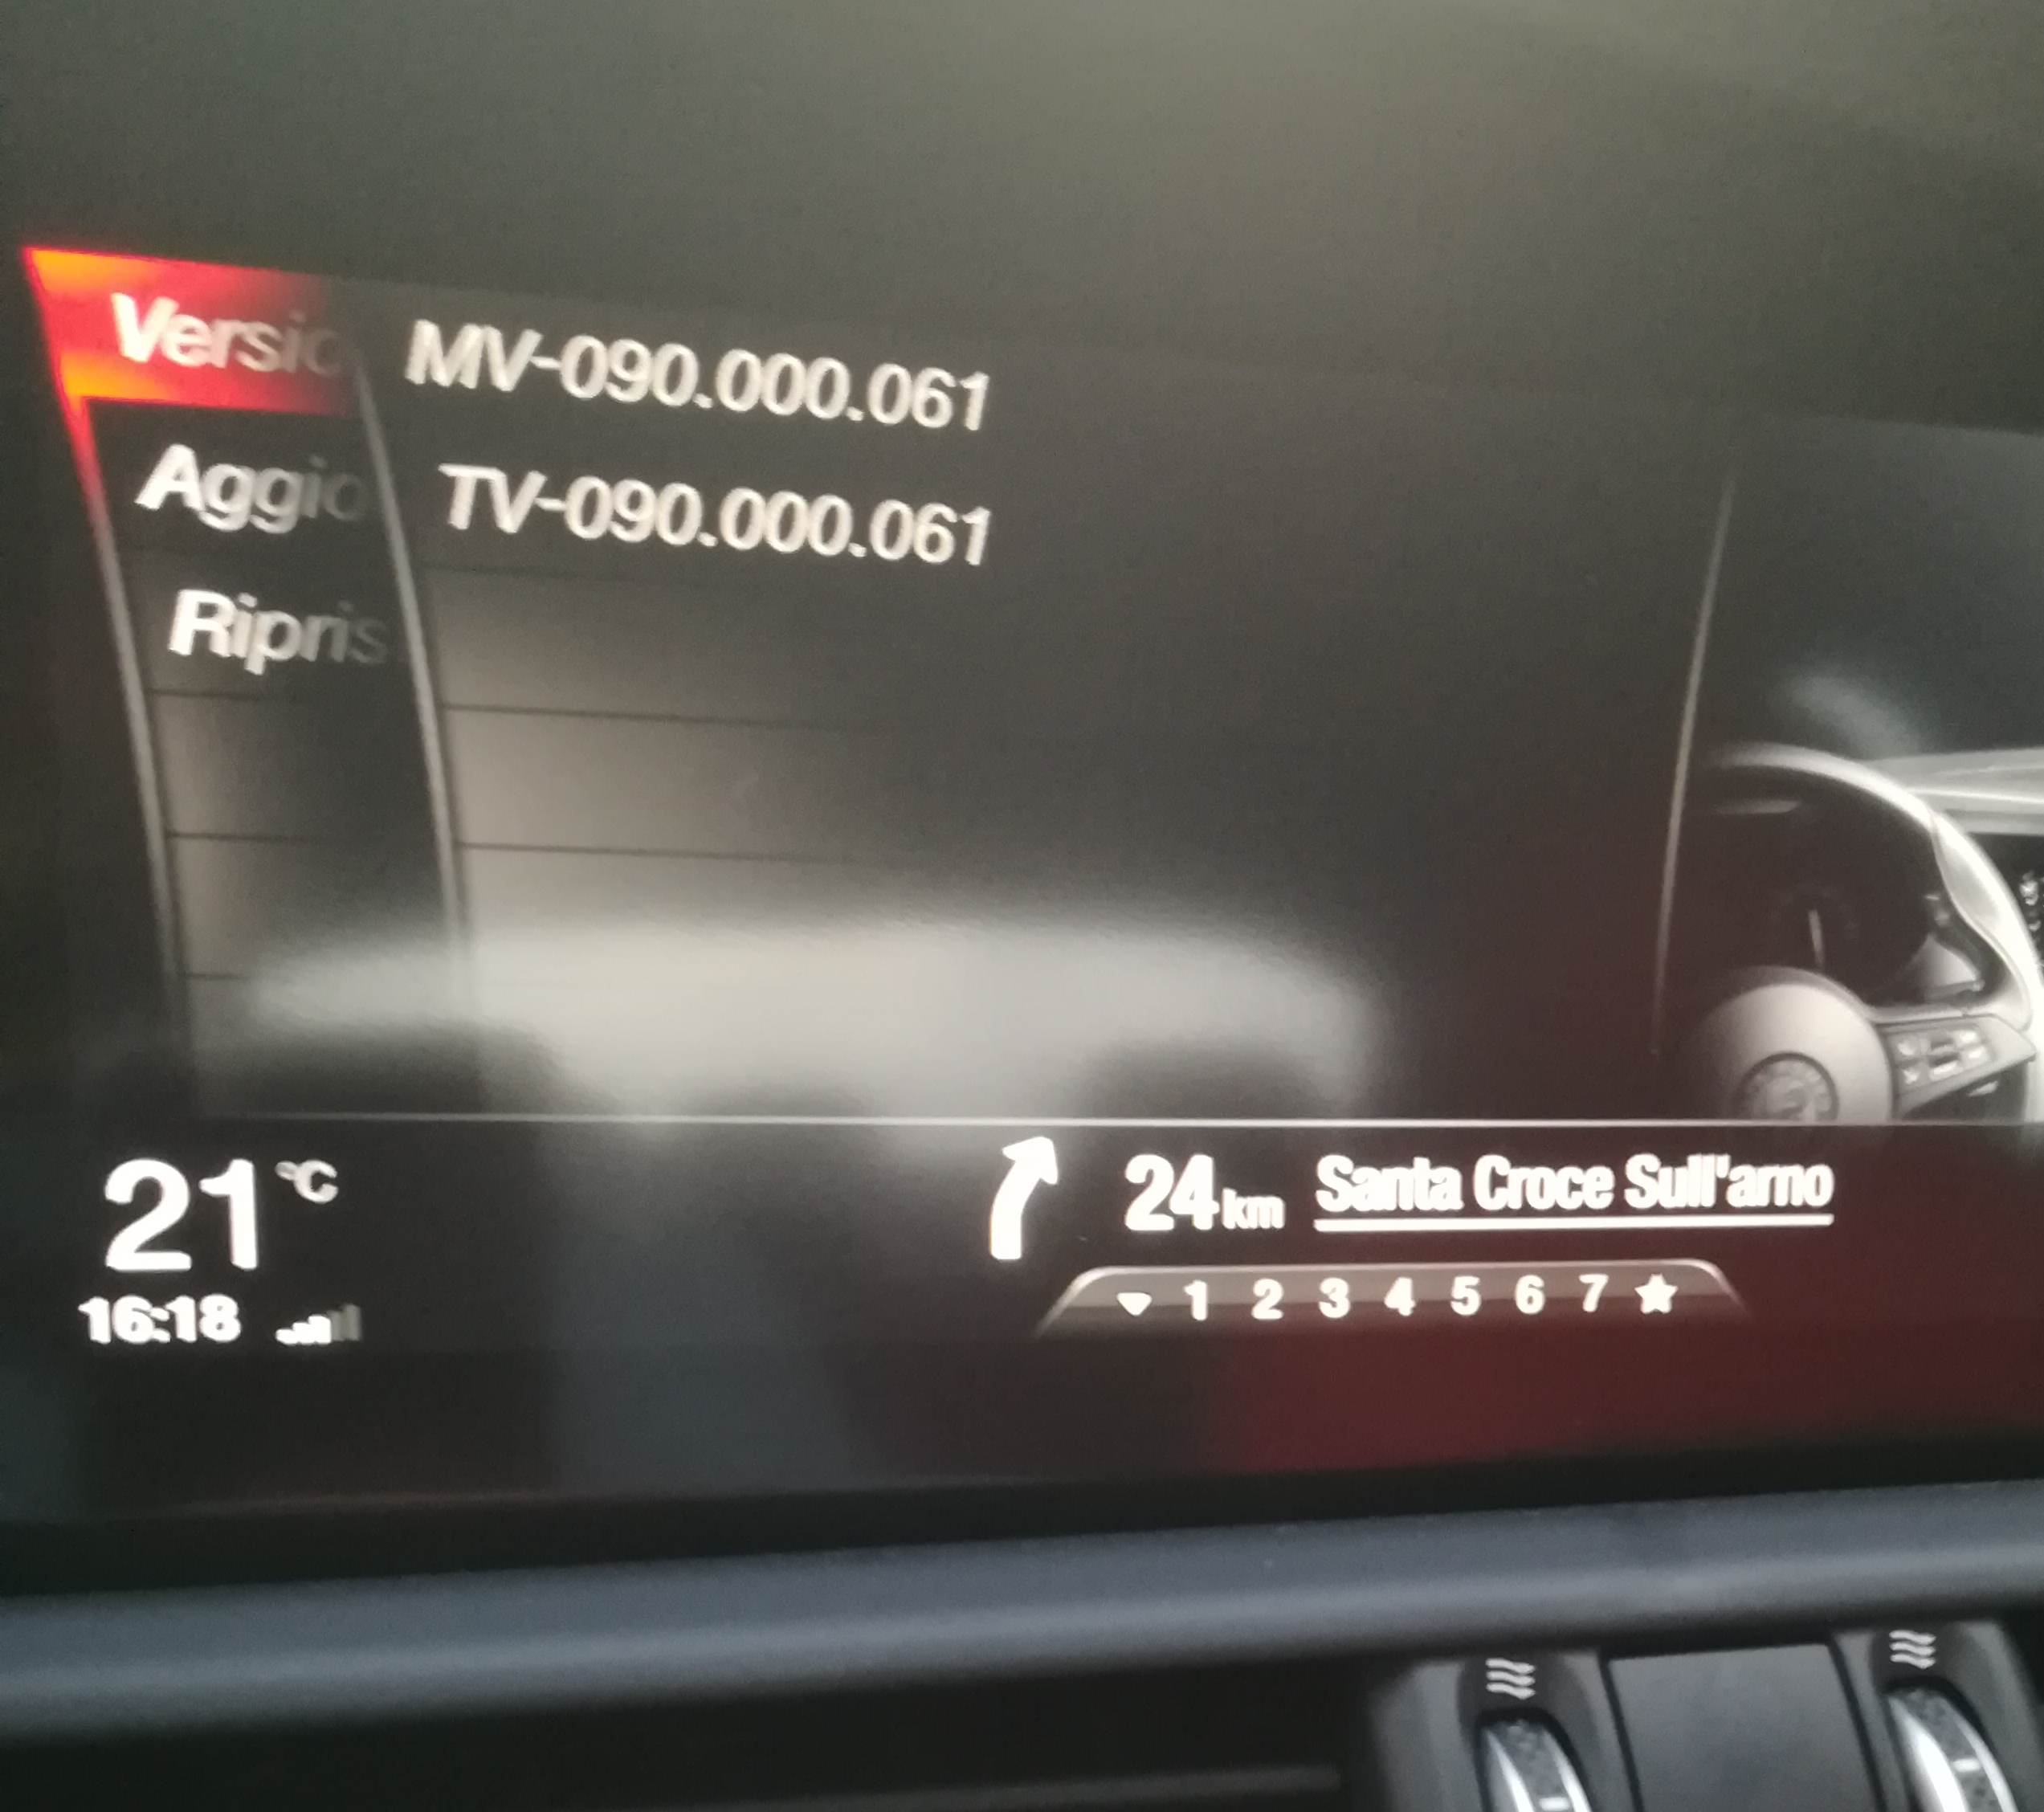 Versio
MV-090.000.061
Aggio
TV-090.000.061
Ripris
21°C
24km Santa Croce Sull'arno
16:18
1 2 3 4 5 6 7